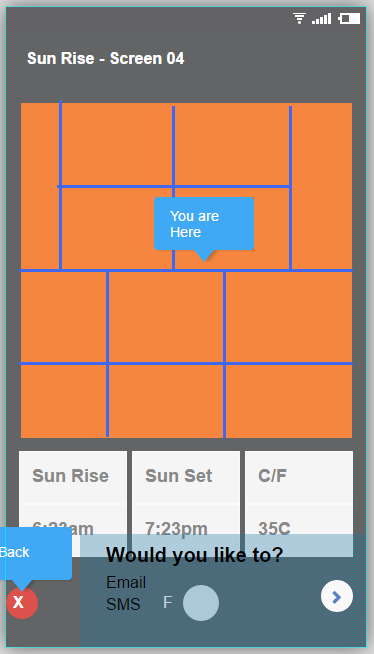 Sun Rise - Screen 04
You are
Here
Sun Rise
Sun Set
C/F
6:23am
7:23pm
35C
Back
Would you like to?
Email
SMS
F
X